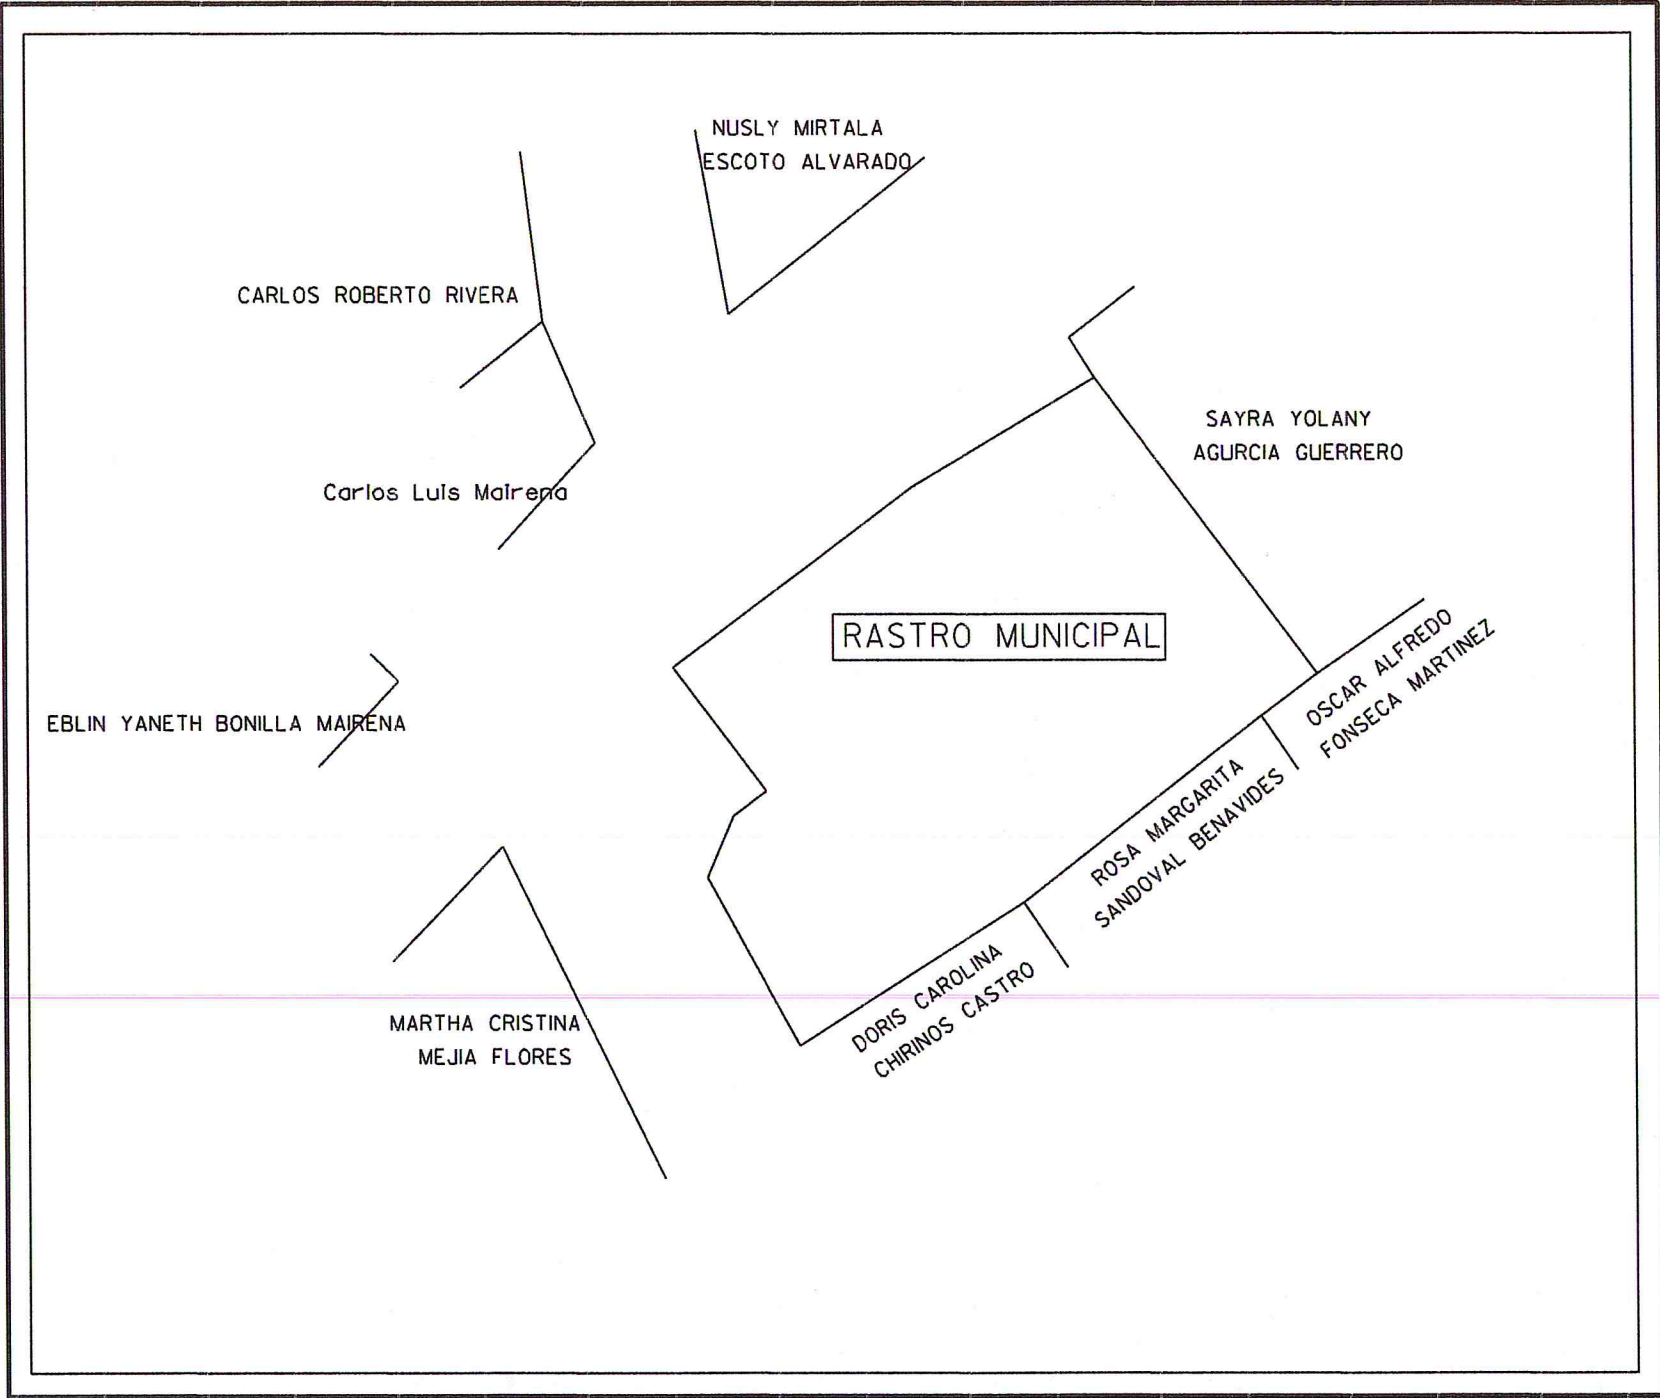 NUSLY MIRTALA
ESCOTO ALVARADO
CARLOS ROBERTO RIVERA
SAYRA YOLANY
AGURCIA GUERRERO
Carlos Luis Mairena
RASTRO MUNICIPAL
OSCAR ALFREDO
FONSECA MARTINEZ
EBLIN YANETH BONILLA MAIRENA
ROSA MARGARITA
SANDOVAL BENAVIDES
DORIS CAROLINA
CHIRINOS CASTRO
MARTHA CRISTINA
MEJIA FLORES